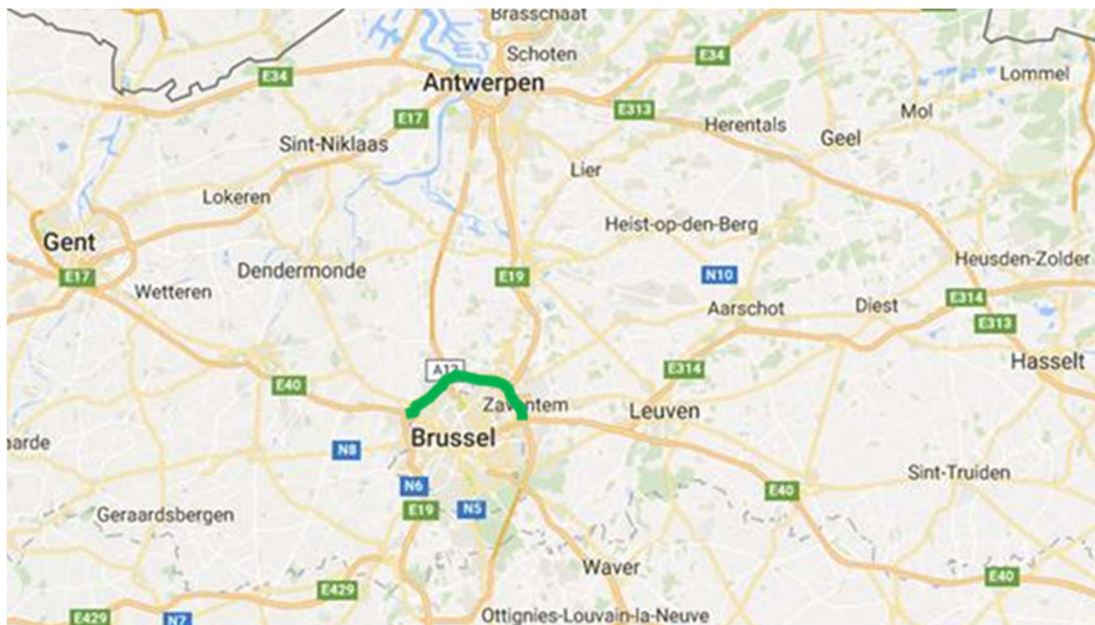 Brasschaat
Schoten
E34
E34
Lommel
Antwerpen
E17
E313
Mol
Herentals
Geel
Sint-Niklaas
Lier
Lokeren
Heist-op-den-Berg
Gent
Heusden-Zolder
E17
Dendermonde
E19
N10
Wetteren
Aarschot
Diest
E314
E313
Hasselt
E314
E40
Zaventem
Leuven
Brussel
aarde
N8
Sint-Truiden
N6
E40
Geraardsbergen
E19
N5
Waver
E40
E429
E429
N7
Ottignies-Louvain-la-Neuve